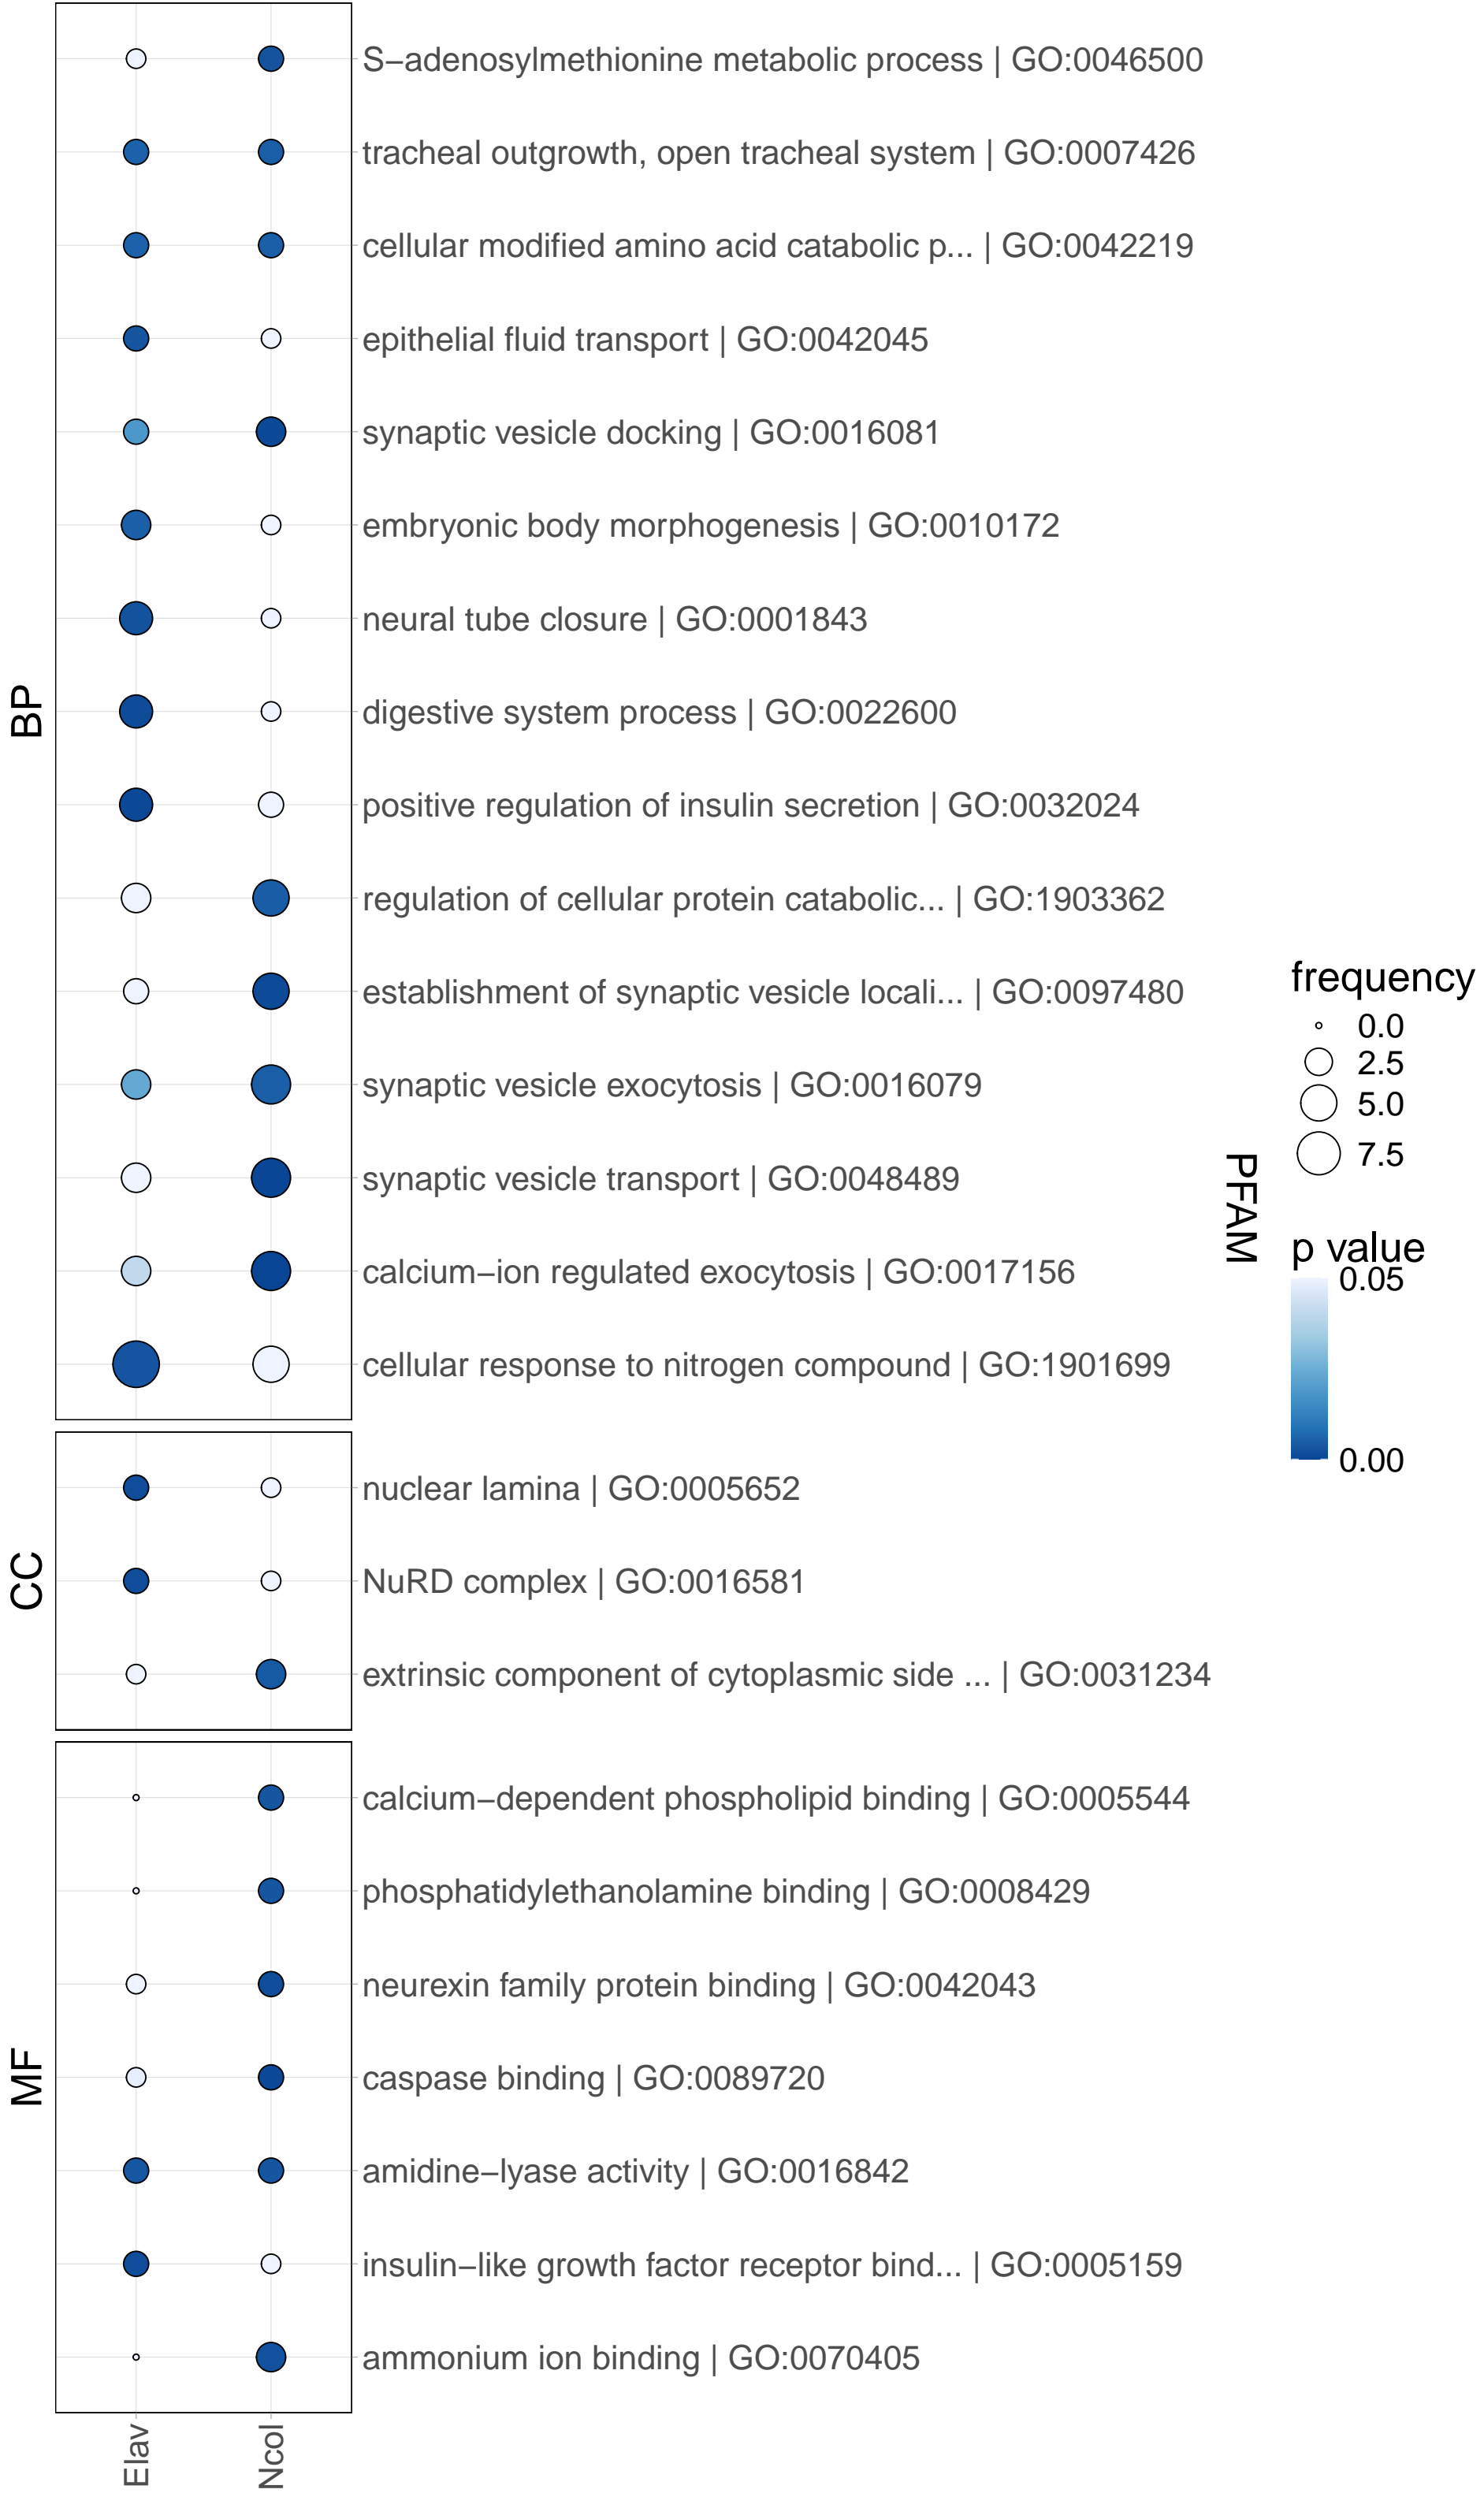 BP
S−adenosylmethionine metabolic process | GO:0046500
tracheal outgrowth, open tracheal system | GO:0007426
cellular modified amino acid catabolic p... | GO:0042219
epithelial fluid transport | GO:0042045
synaptic vesicle docking | GO:0016081
embryonic body morphogenesis | GO:0010172
neural tube closure | GO:0001843
digestive system process | GO:0022600
positive regulation of insulin secretion | GO:0032024
regulation of cellular protein catabolic... | GO:1903362
establishment of synaptic vesicle locali... | GO:0097480
synaptic vesicle exocytosis | GO:0016079
synaptic vesicle transport | GO:0048489
calcium−ion regulated exocytosis | GO:0017156
cellular response to nitrogen compound | GO:1901699
CC
nuclear lamina | GO:0005652
NuRD complex | GO:0016581
extrinsic component of cytoplasmic side ... | GO:0031234
MF
calcium−dependent phospholipid binding | GO:0005544
phosphatidylethanolamine binding | GO:0008429
neurexin family protein binding | GO:0042043
caspase binding | GO:0089720
amidine−lyase activity | GO:0016842
insulin−like growth factor receptor bind... | GO:0005159
ammonium ion binding | GO:0070405
Elav
Ncol
PFAM
frequency
0.0
2.5
5.0
7.5
p value
0.05
0.00